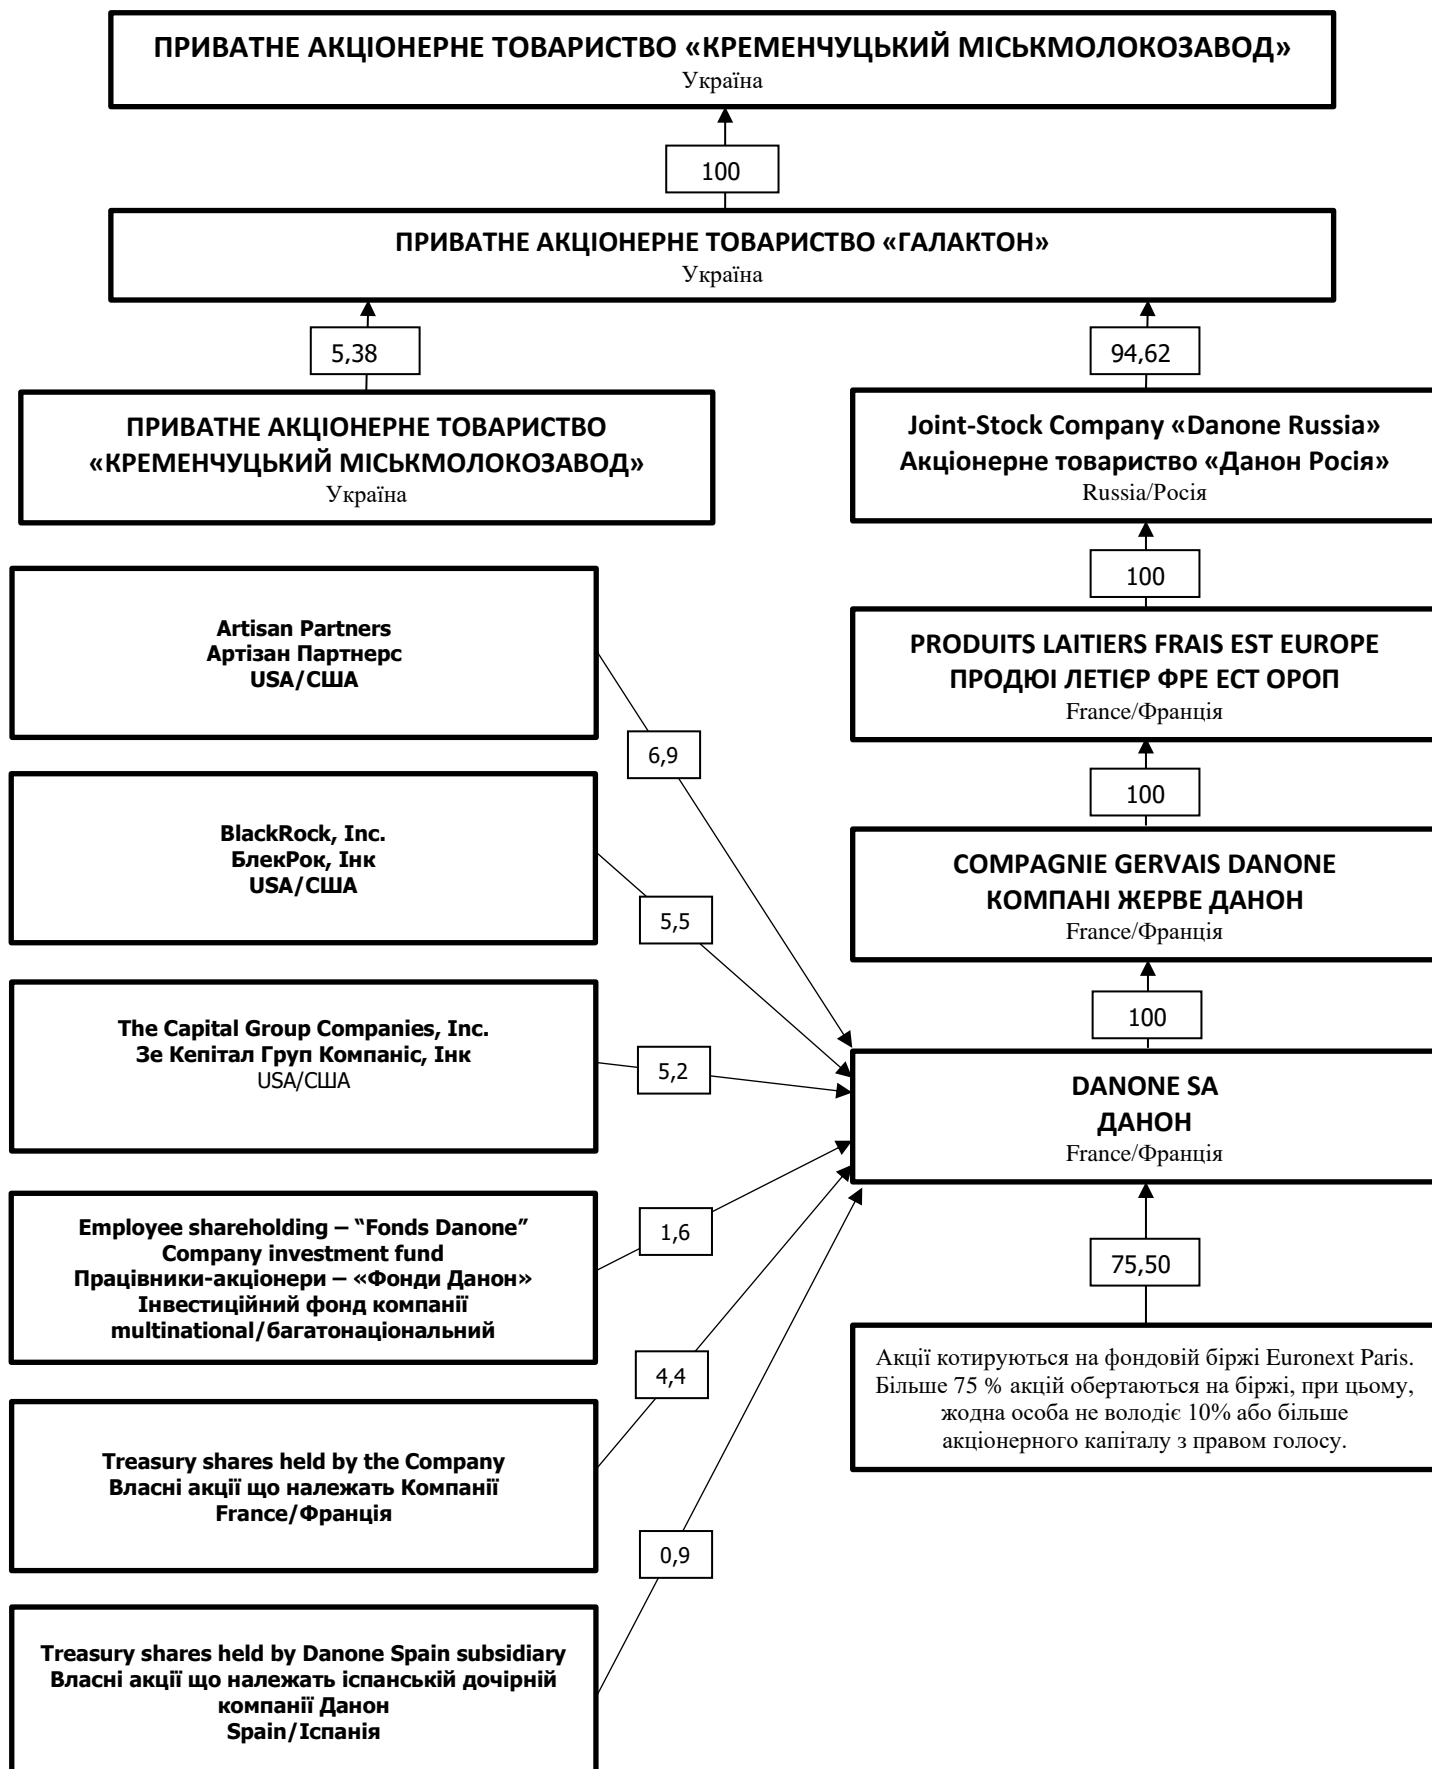 ПРИВАТНЕ АКЦІОНЕРНЕ ТОВАРИСТВО «КРЕМЕНЧУЦЬКИЙ МІСЬКМОЛОКОЗАВОД»
Україна
100
ПРИВАТНЕ АКЦІОНЕРНЕ ТОВАРИСТВО «ГАЛАКТОН»
Україна
5,38
94,62
ПРИВАТНЕ АКЦІОНЕРНЕ ТОВАРИСТВО
«КРЕМЕНЧУЦЬКИЙ МІСЬКМОЛОКОЗАВОД»
Україна
Joint-Stock Company «Danone Russia»
Акціонерне товариство «Данон Росія»
Russia/Росія
100
Artisan Partners
Артізан Партнерс
USA/США
PRODUITS LAITIERS FRAIS EST EUROPE
ПРОДЮІ ЛЕТІЄР ФРЕ ЕСТ ОРОП
France/Франція
6,9
100
BlackRock, Inc.
БлекРок, Інк
USA/США
COMPAGNIE GERVAIS DANONE
КОМПАНІ ЖЕРВЕ ДАНОН
France/Франція
5,5
100
The Capital Group Companies, Inc.
Зе Кепітал Груп Компаніс, Інк
USA/США
5,2
DANONE SA
ДАНОН
France/Франція
Employee shareholding – “Fonds Danone”
Company investment fund
Працівники-акціонери – «Фонди Данон»
Інвестиційний фонд компанії
multinational/багатонаціональний
1,6
75,50
Акції котируються на фондовій біржі Euronext Paris.
Більше 75 % акцій обертаються на біржі, при цьому,
жодна особа не володіє 10% або більше
акціонерного капіталу з правом голосу.
4,4
Treasury shares held by the Company
Власні акції що належать Компанії
France/Франція
0,9
Treasury shares held by Danone Spain subsidiary
Власні акції що належать іспанській дочірній
компанії Данон
Spain/Іспанія